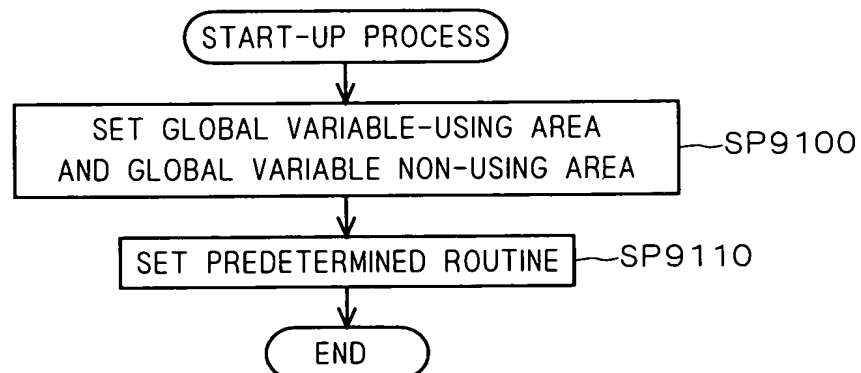 START-UP PROCESS
SET GLOBAL VARIABLE-USING AREA
AND GLOBAL VARIABLE NON-USING AREA
SP9100
SET PREDETERMINED ROUTINE
SP9110
END